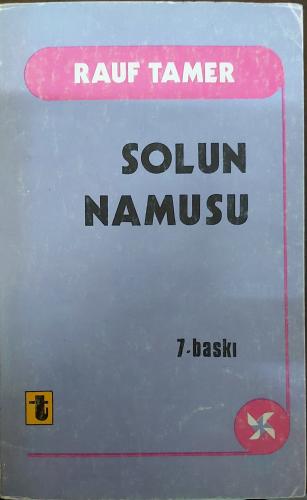 RAUF TAMER
SOLUN
NAMUSU
7-baskı
t